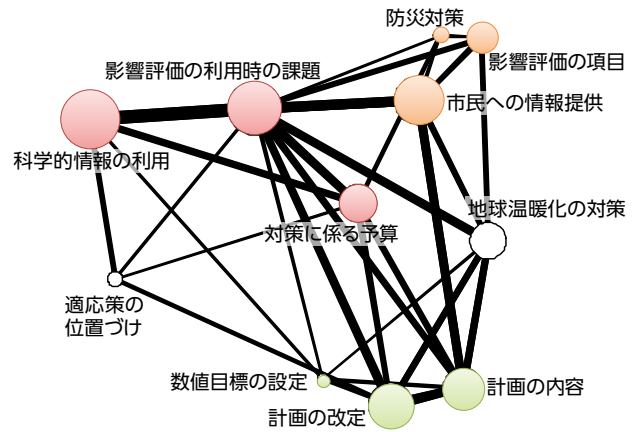 防災対策
影響評価の項目
影響評価の利用時の課題
市民への情報提供
科学的情報の利用
地球温暖化の対策
対策に係る予算
適応策の
位置づけ
数値目標の設定
計画の内容
計画の改定